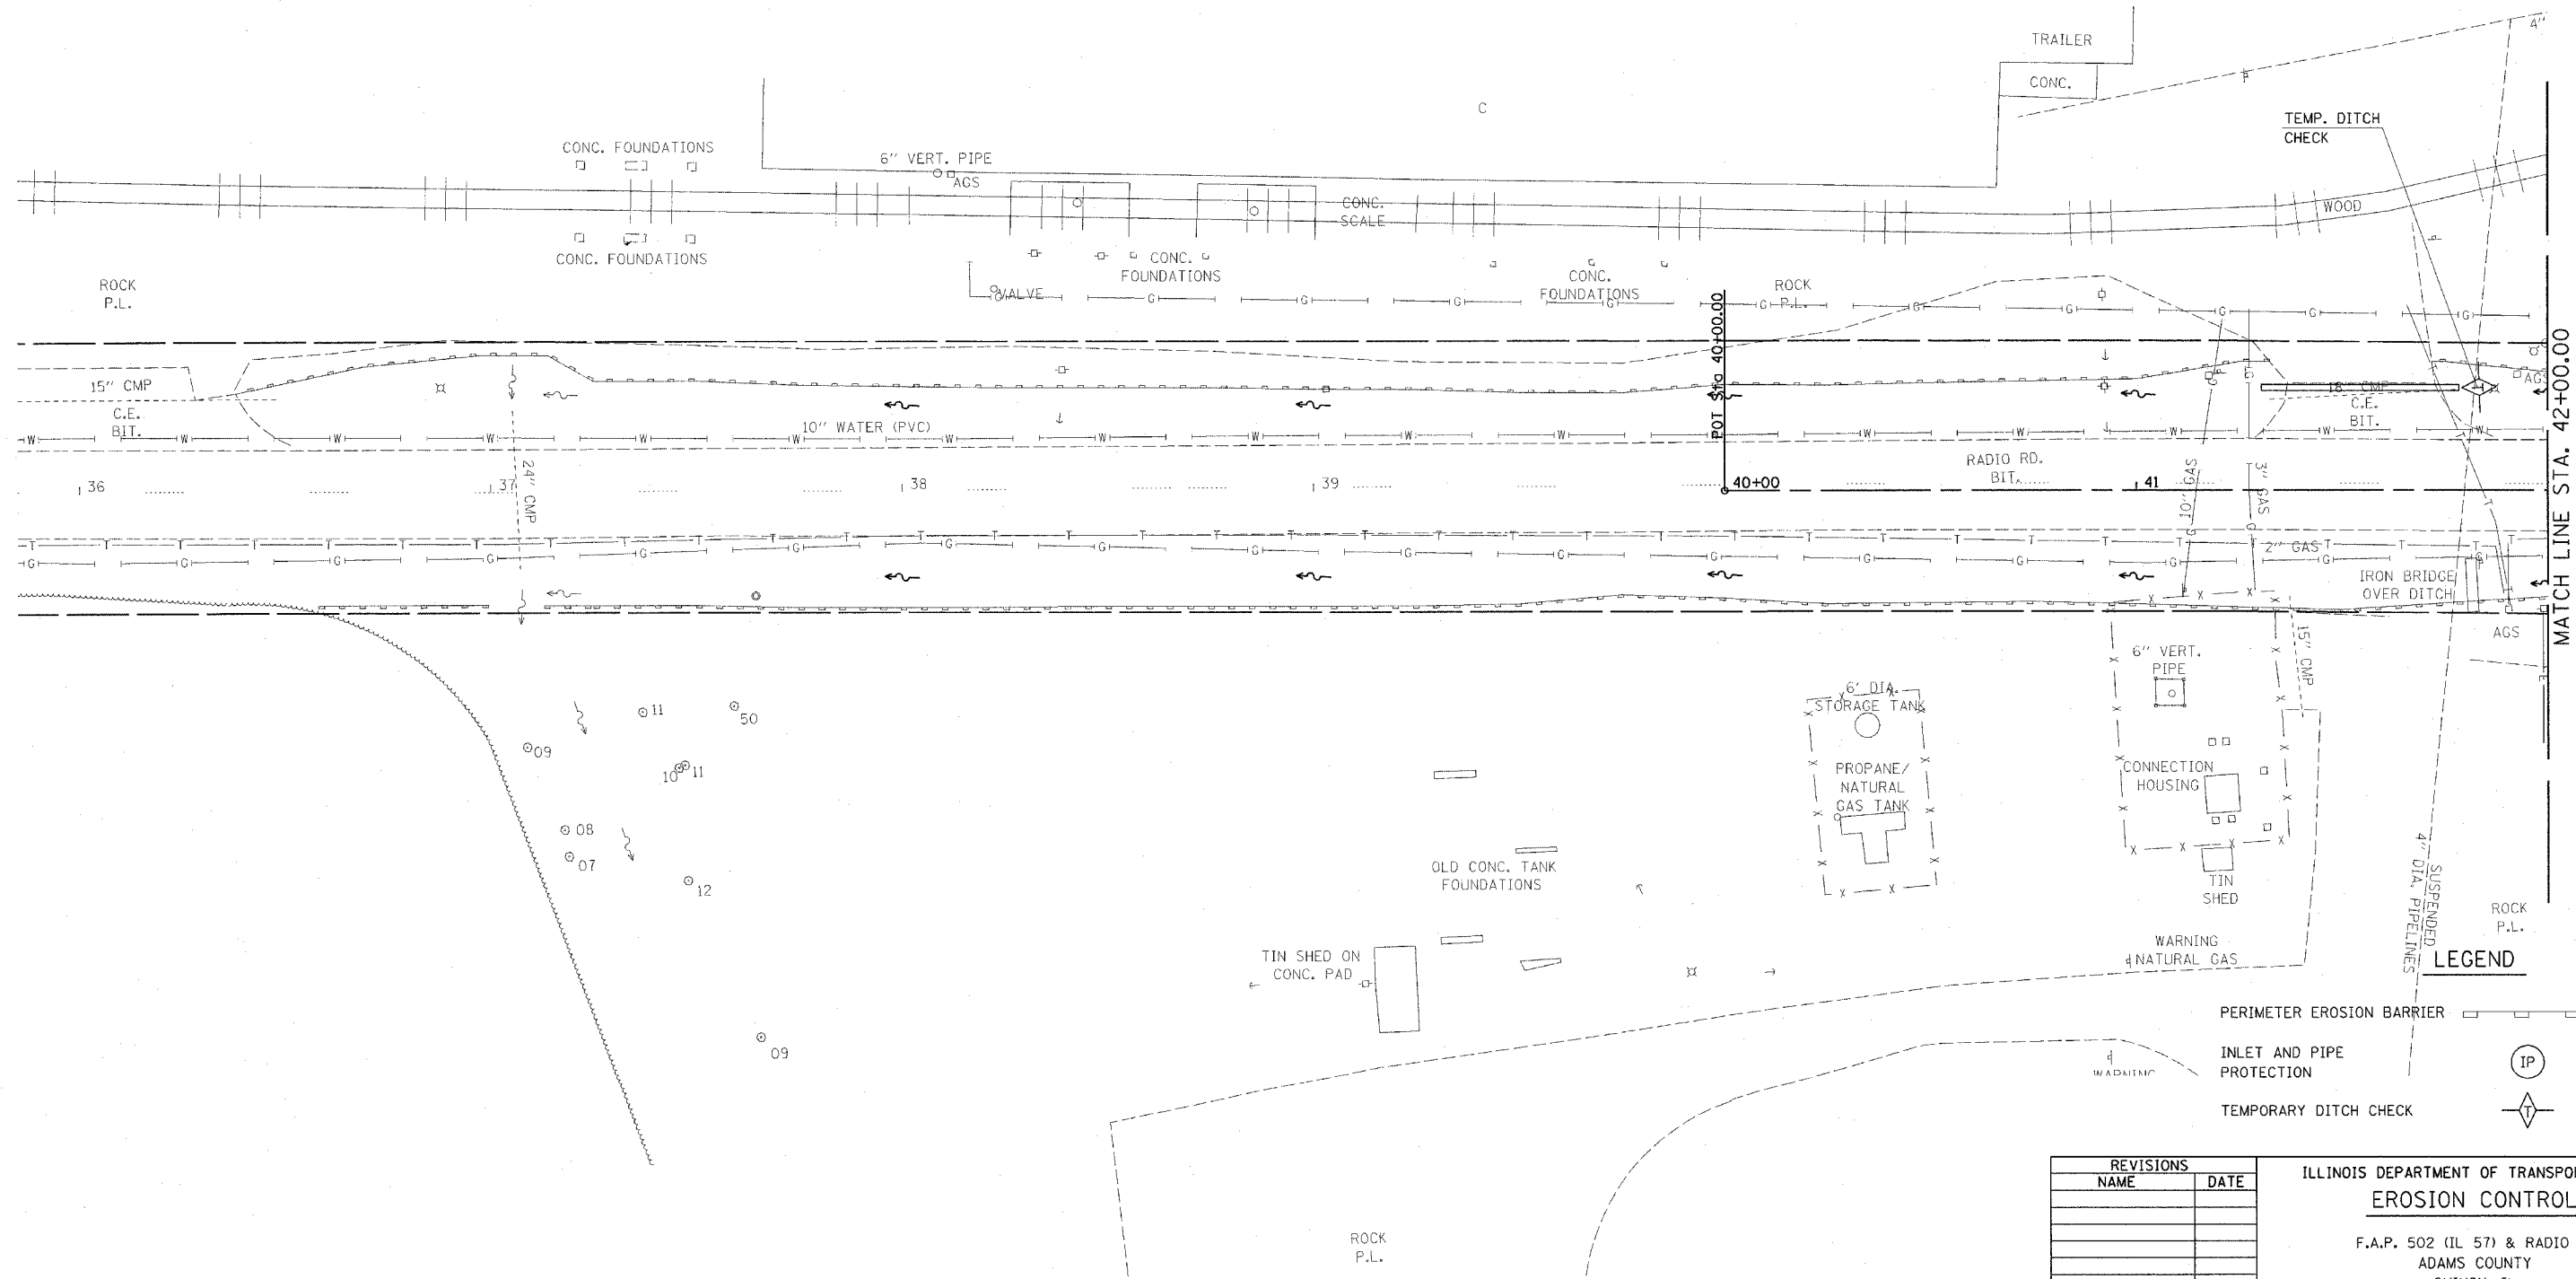 TRAILER
CONC.
4"
TEMP. DITCH
CHECK
C
CONC. FOUNDATIONS
6" VERT. PIPE
AGS
CONC.
SCALE
WOOD
CONC. FOUNDATIONS
CONC.
FOUNDATIONS
CONC.
FOUNDATIONS
ROCK
P.L.
ROCK
P.L.
VALVE
G G G G G G G G G G
POT Sta 40+00.00
MATCH LINE STA. 42+00.00
15" CMP
C.E.
BIT.
18" CMP
C.E.
BIT.
AGS
10" WATER (PVC)
W W W W W W W W W W W W W W W W
24" CMP
RADIO RD.
BIT.
36
37
38
39
40+00
41
10" GAS
3" GAS
2" GAS
T T T T T T T T T T T T T T T T T T T T T T T T T T T T T T T T T
G G G G G G G G G G G G G G G G
IRON BRIDGE
OVER DITCH
AGS
15" CMP
6" VERT.
PIPE
6' DIA.
STORAGE TANK
PROPANE/
NATURAL
GAS TANK
CONNECTION
HOUSING
TIN
SHED
11
50
09
10
11
08
07
12
09
OLD CONC. TANK
FOUNDATIONS
TIN SHED ON
CONC. PAD
WARNING
NATURAL GAS
SUSPENDED
4" DIA. PIPELINES
ROCK
P.L.
LEGEND
PERIMETER EROSION BARRIER
INLET AND PIPE
PROTECTION
IP
TEMPORARY DITCH CHECK
T
WARNING
ROCK
P.L.
REVISIONS
NAME DATE
ILLINOIS DEPARTMENT OF TRANSPO
EROSION CONTROL
F.A.P. 502 (IL 57) & RADIO
ADAMS COUNTY